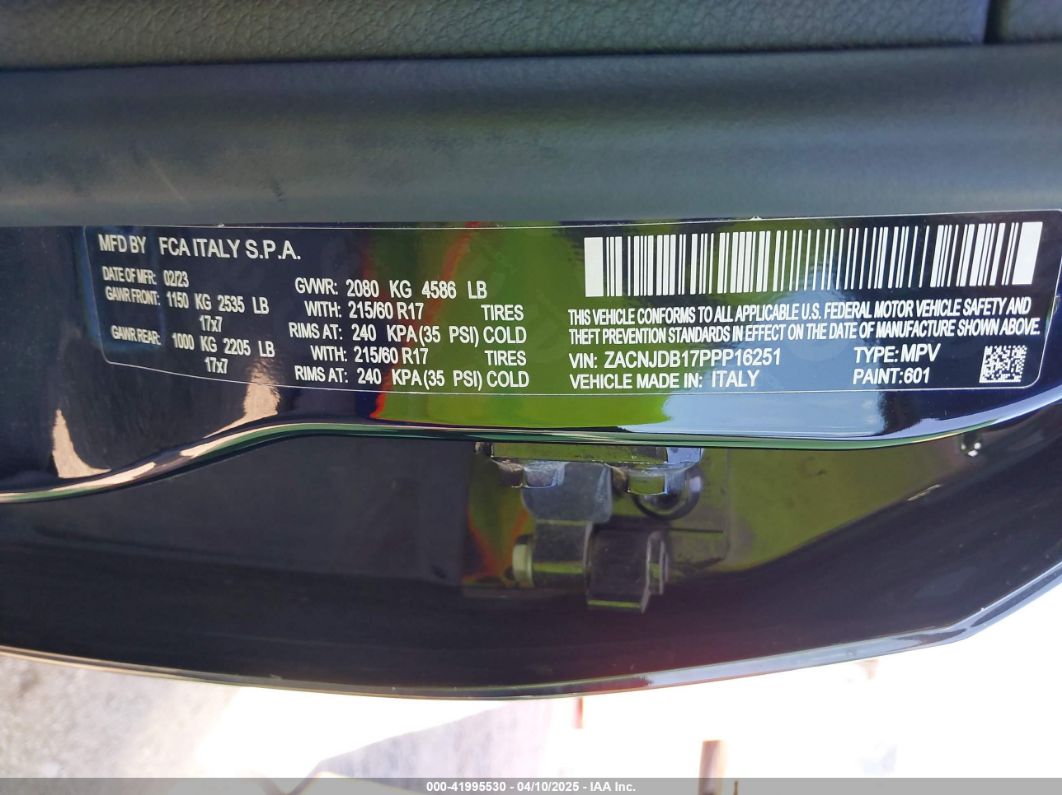 MFD BY FCA ITALY S.P.A.
DATE OF MFR: 02/23
GAWR FRONT: 1150 KG 2535 LB
17x7
GAWR REAR: 1000 KG 2205 LB
17x7
GVWR: 2080 KG 4586 LB
WITH: 215/60 R17 TIRES
RIMS AT: 240 KPA(35 PSI) COLD
WITH: 215/60 R17 TIRES
RIMS AT: 240 KPA(35 PSI) COLD
THIS VEHICLE CONFORMS TO ALL APPLICABLE U.S. FEDERAL MOTOR VEHICLE SAFETY AND
THEFT PREVENTION STANDARDS IN EFFECT ON THE DATE OF MANUFACTURE SHOWN ABOVE.
VIN: ZACNJDB17PPP16251 TYPE: MPV
VEHICLE MADE IN: ITALY PAINT:601
000-41995530 - 04/10/2025 - IAA Inc.